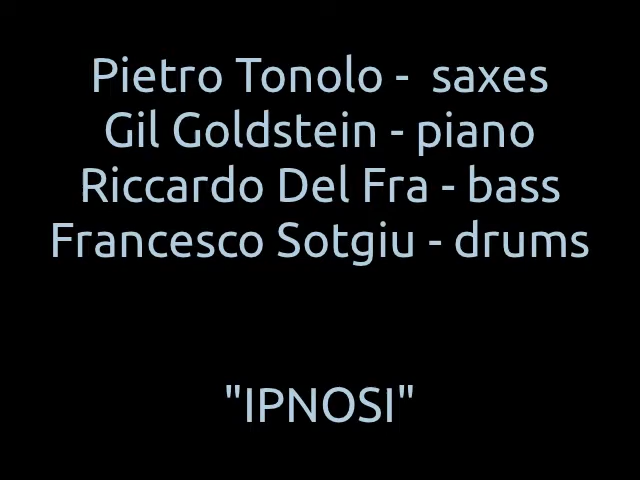 Pietro Tonolo -  saxes
Gil Goldstein - piano
Riccardo Del Fra - bass
Francesco Sotgiu - drums
"IPNOSI"